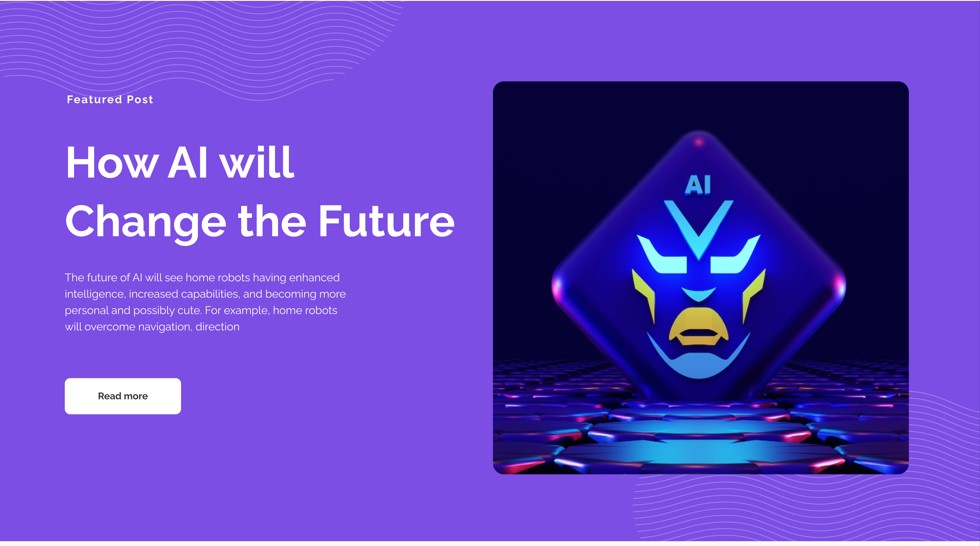 Featured Post
How AI will
Change the Future
The future of AI will see home robots having enhanced
intelligence, increased capabilities, and becoming more
personal and possibly cute. For example, home robots
will overcome navigation, direction
Read more
AI